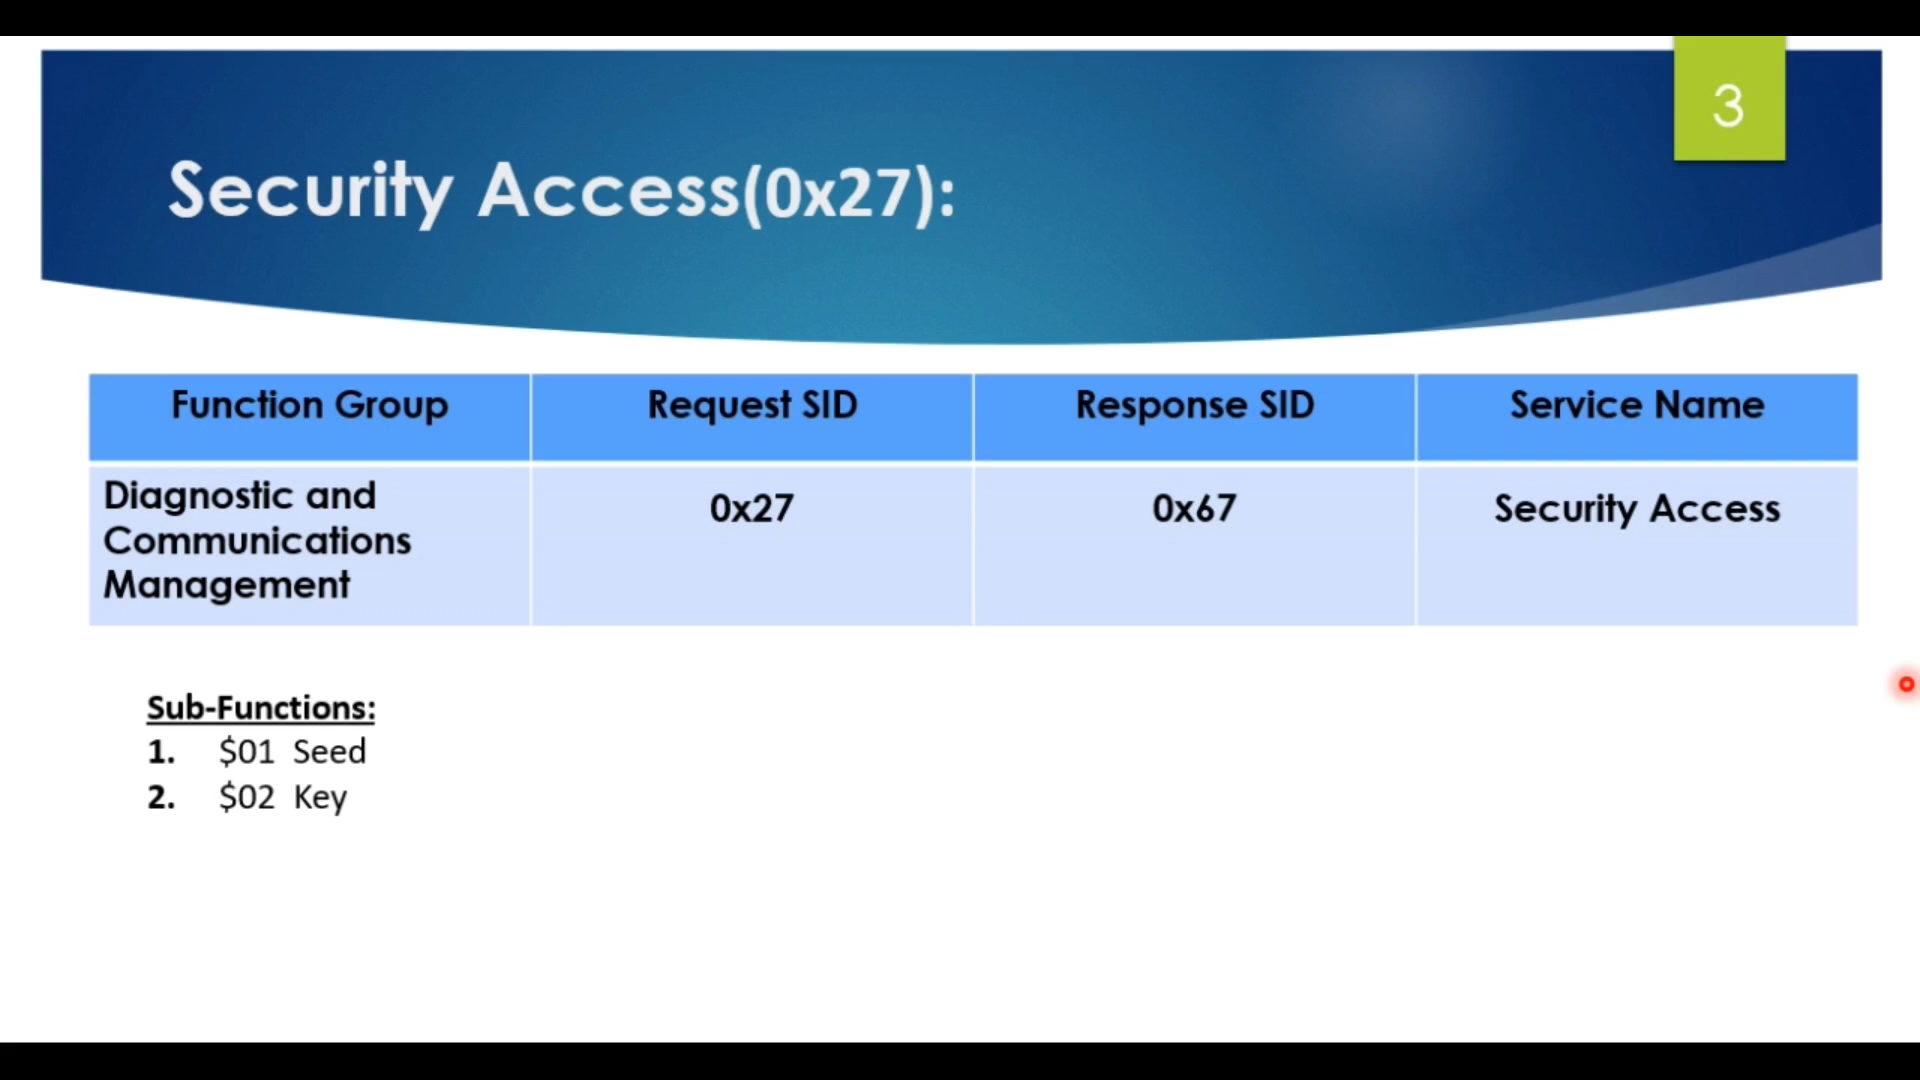 3
Security Access(0x27):
Function Group Request SID Response SID Service Name
Diagnostic and
Communications
Management
0x27 0x67 Security Access
Sub-Functions:
1. $01 Seed
2. $02 Key